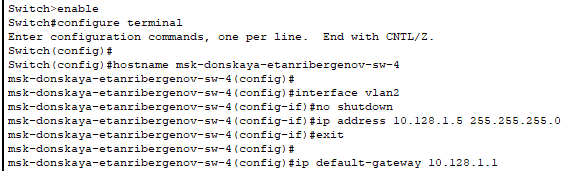 Switch>enable
Switch#configure terminal
Enter configuration commands, one per line.  End with CNTL/Z.
Switch(config)#
Switch(config)#hostname msk-donskaya-etanribergenov-sw-4
msk-donskaya-etanribergenov-sw-4(config)#
msk-donskaya-etanribergenov-sw-4(config)#interface vlan2
msk-donskaya-etanribergenov-sw-4(config-if)#no shutdown
msk-donskaya-etanribergenov-sw-4(config-if)#ip address 10.128.1.5 255.255.255.0
msk-donskaya-etanribergenov-sw-4(config-if)#exit
msk-donskaya-etanribergenov-sw-4(config)#
msk-donskaya-etanribergenov-sw-4(config)#ip default-gateway 10.128.1.1